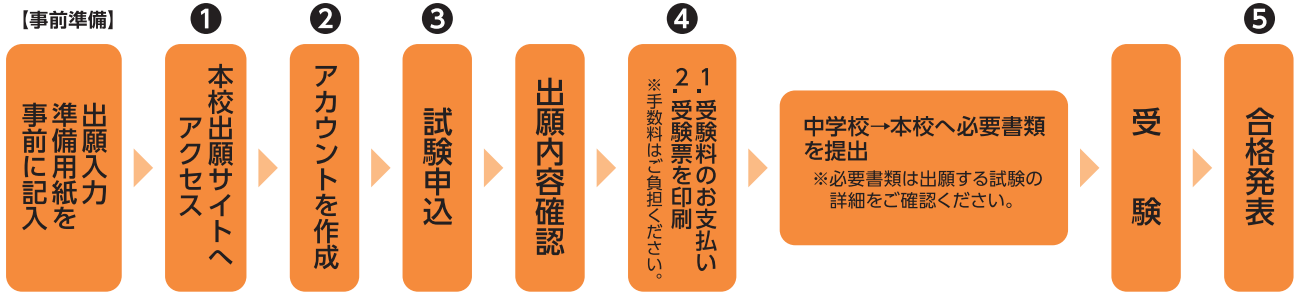 【事前準備】
出願入力
準備用紙を
事前に記入
❶
本校出願サイトへ
アクセス
❷
アカウントを作成
❸
試験申込
出願内容確認
❹
1.受験料のお支払い
2.受験票を印刷
※手数料はご負担ください。
中学校→本校へ必要書類
を提出
※必要書類は出願する試験の
詳細をご確認ください。
受験
❺
合格発表